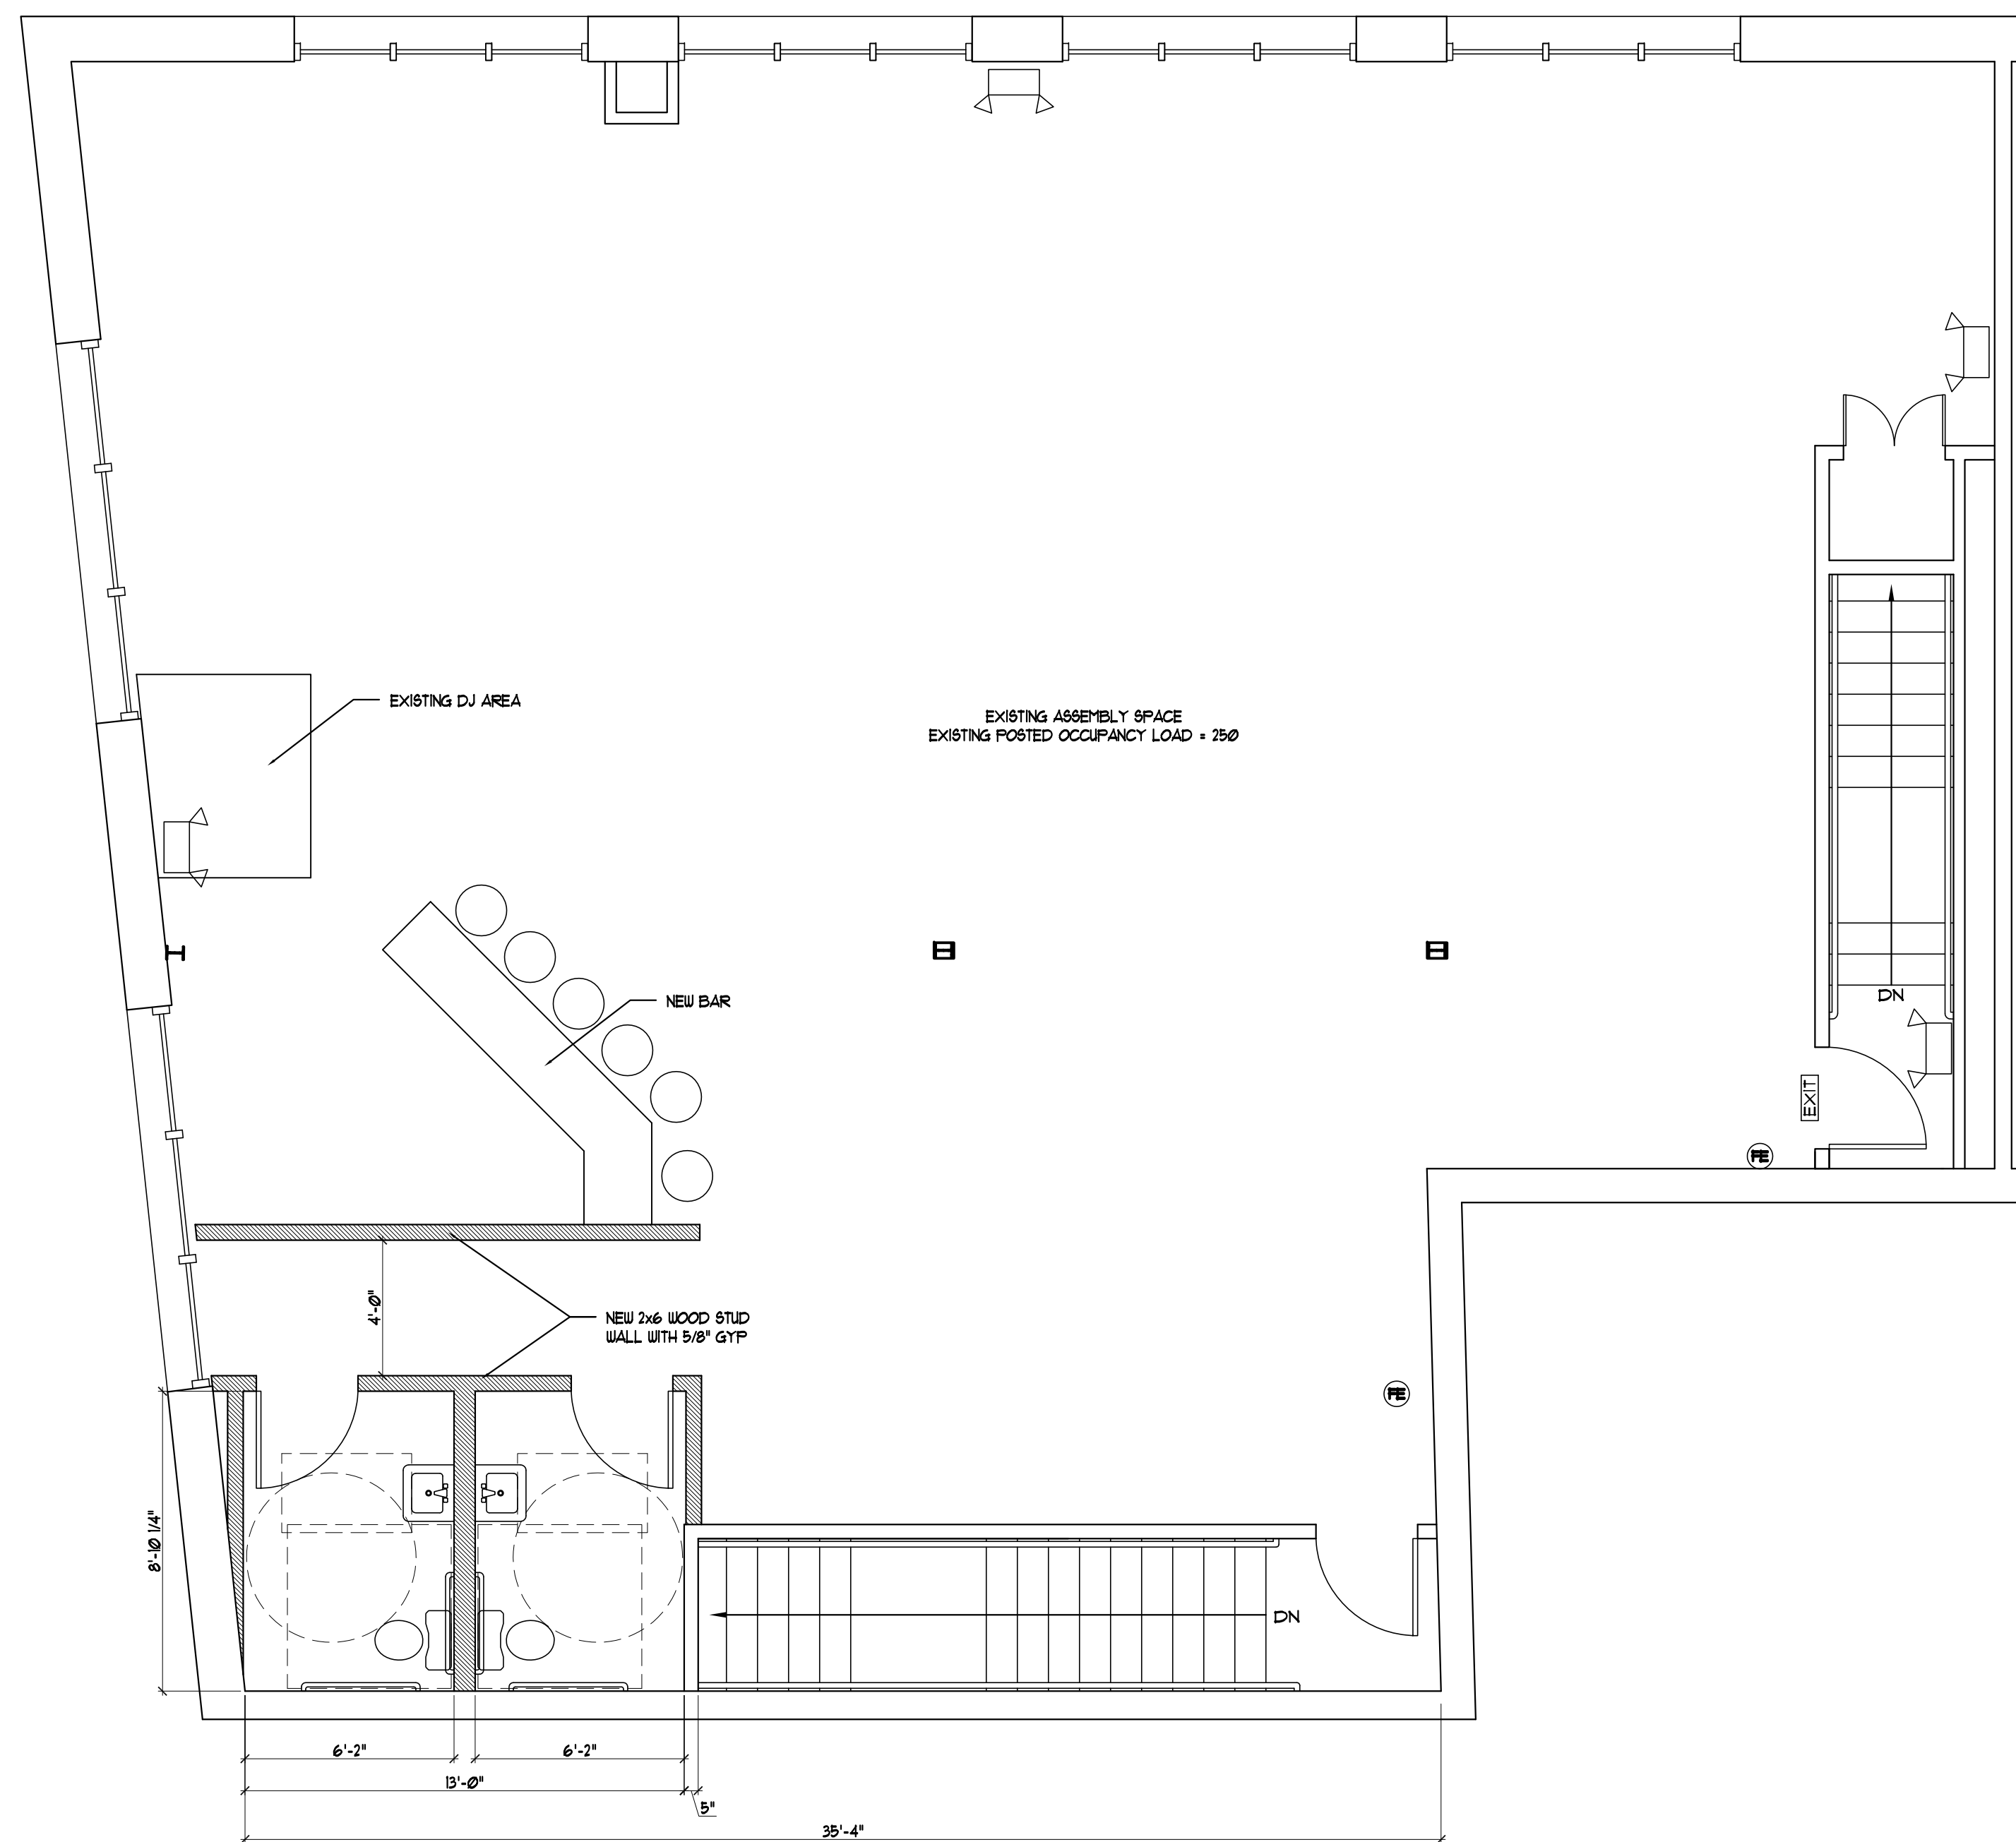 EXISTING DJ AREA
EXISTING ASSEMBLY SPACE
EXISTING POSTED OCCUPANCY LOAD = 250
NEW BAR
DN
EXIT
FE
4'-0"
NEW 2x6 WOOD STUD
WALL WITH 5/8" GYP
FE
8'-10 1/4"
DN
6'-2"
6'-2"
13'-0"
5"
35'-4"